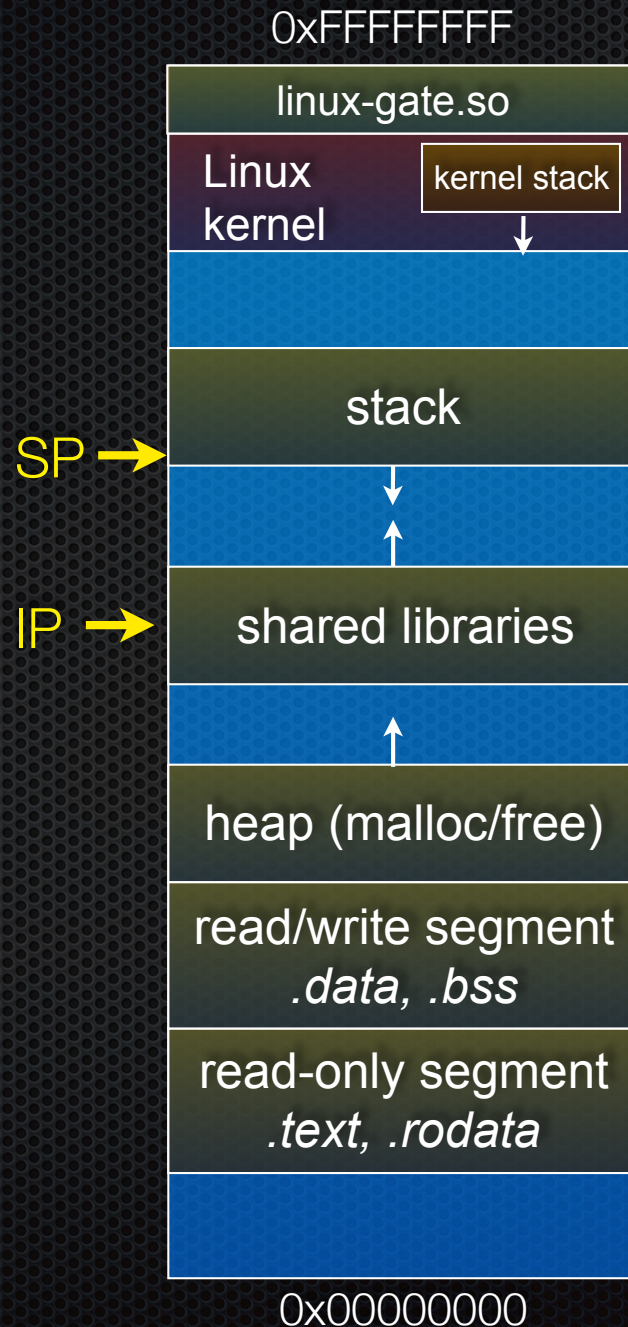 0xFFFFFFFF
linux-gate.so
Linux
kernel
kernel stack
stack
SP
IP
shared libraries
heap (malloc/free)
read/write segment
.data, .bss
read-only segment
.text, .rodata
0x00000000